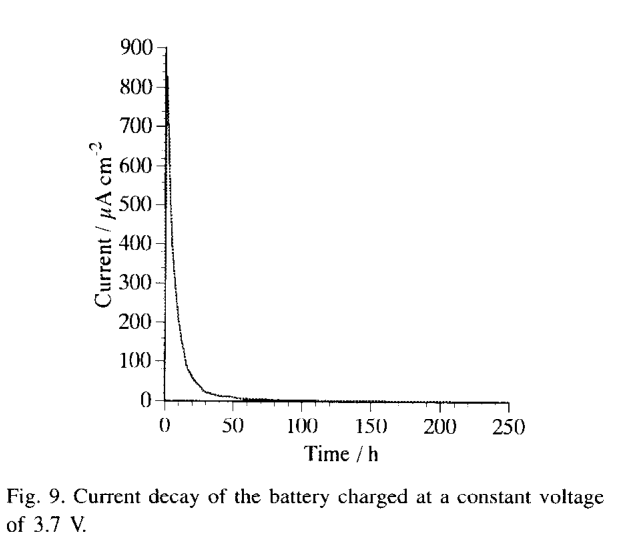 900
800
700
600
500
400
300
200
100
0
Current / μA cm⁻²
0 50 100 150 200 250
Time / h
Fig. 9. Current decay of the battery charged at a constant voltage
of 3.7 V.